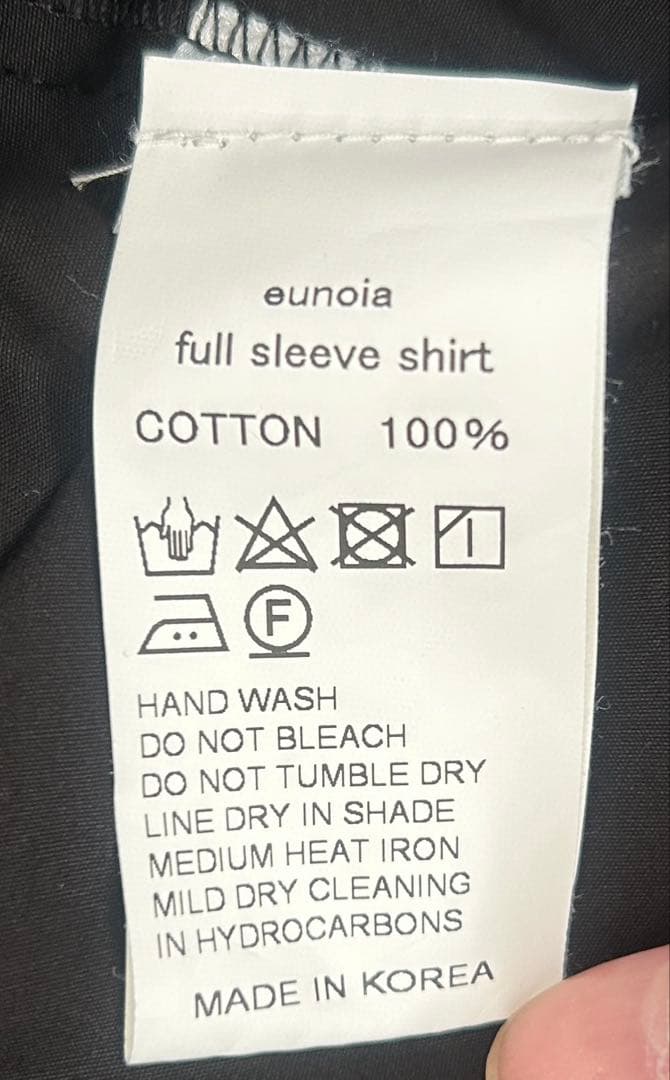 eunoia
full sleeve shirt
COTTON 100%
F
HAND WASH
DO NOT BLEACH
DO NOT TUMBLE DRY
LINE DRY IN SHADE
MEDIUM HEAT IRON
MILD DRY CLEANING
IN HYDROCARBONS
MADE IN KOREA